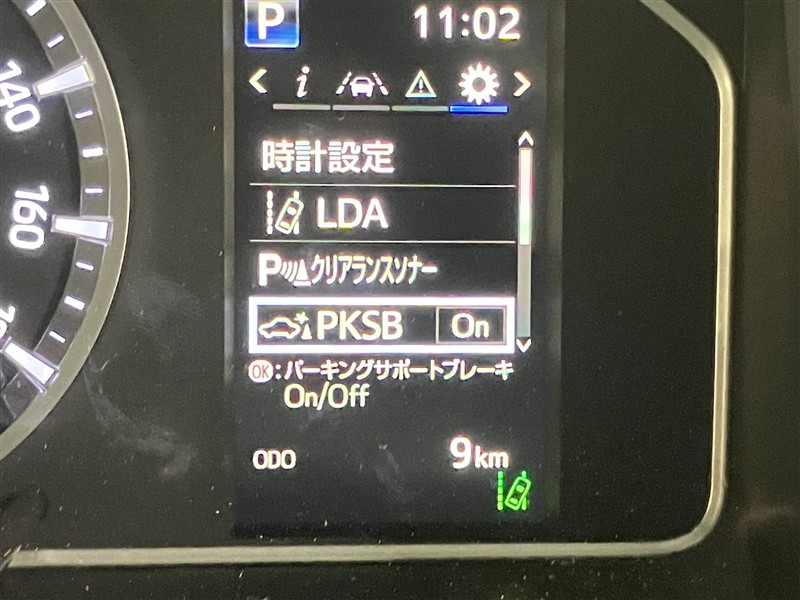 P 11:02
i
時計設定
LDA
Pクリアランスソナー
PKSB On
OK:パーキングサポートブレーキ
On/Off
ODO 9km
140
160